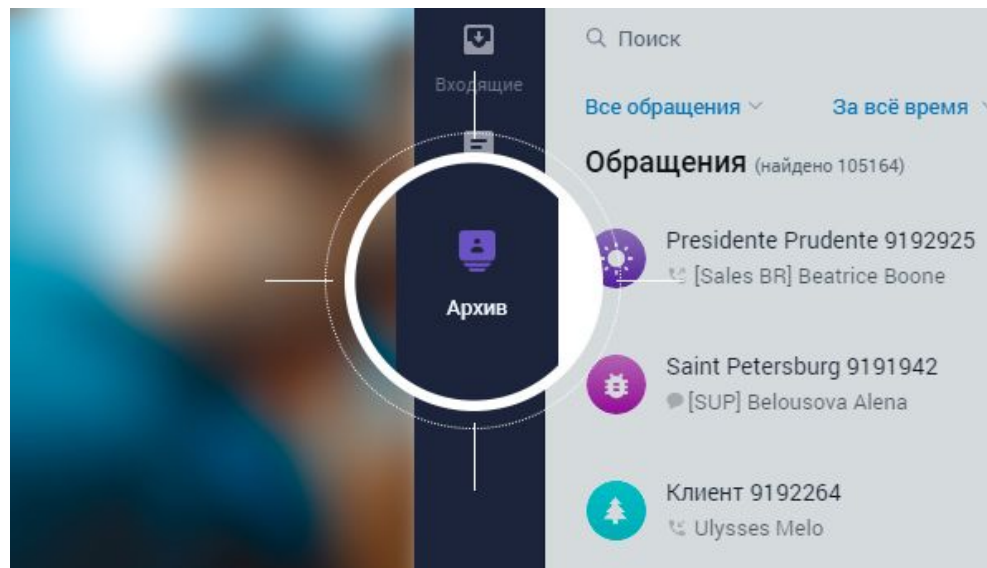 Входящие
Архив
Поиск
Все обращения За всё время
Обращения (найдено 105164)
Presidente Prudente 9192925
[Sales BR] Beatrice Boone
Saint Petersburg 9191942
[SUP] Belousova Alena
Клиент 9192264
Ulysses Melo